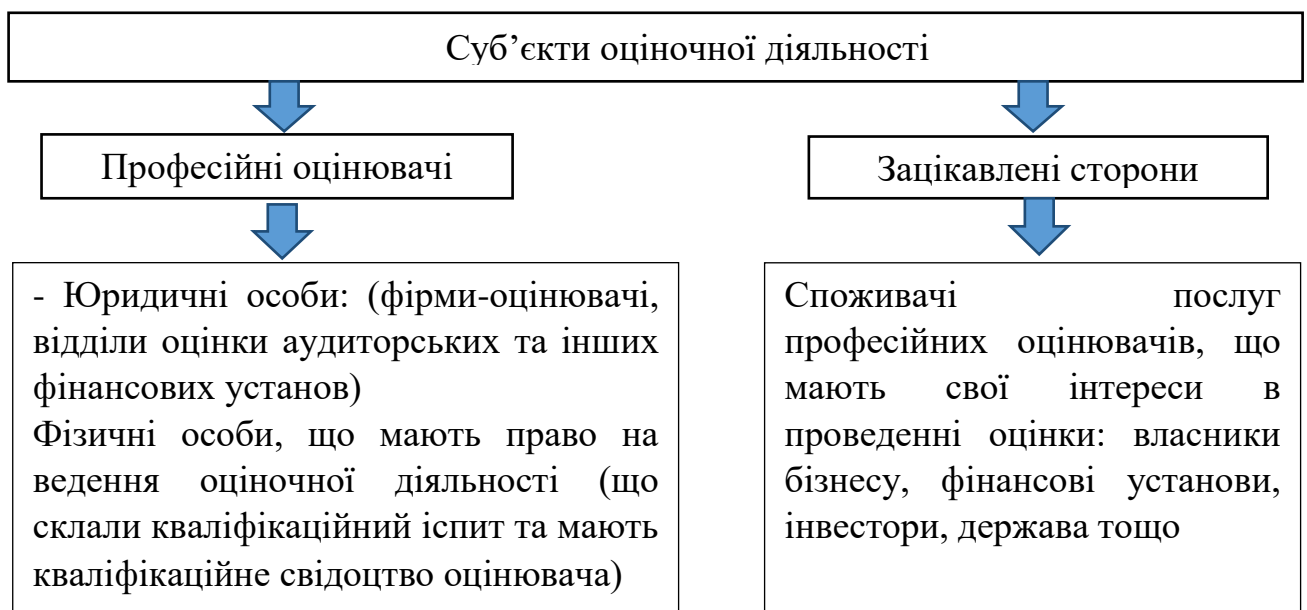 Суб’єкти оціночної діяльності
Професійні оцінювачі
Зацікавлені сторони
- Юридичні особи: (фірми-оцінювачі,
відділи оцінки аудиторських та інших
фінансових установ)
Фізичні особи, що мають право на
ведення оціночної діяльності (що
склали кваліфікаційний іспит та мають
кваліфікаційне свідоцтво оцінювача)
Споживачі послуг
професійних оцінювачів, що
мають свої інтереси в
проведенні оцінки: власники
бізнесу, фінансові установи,
інвестори, держава тощо